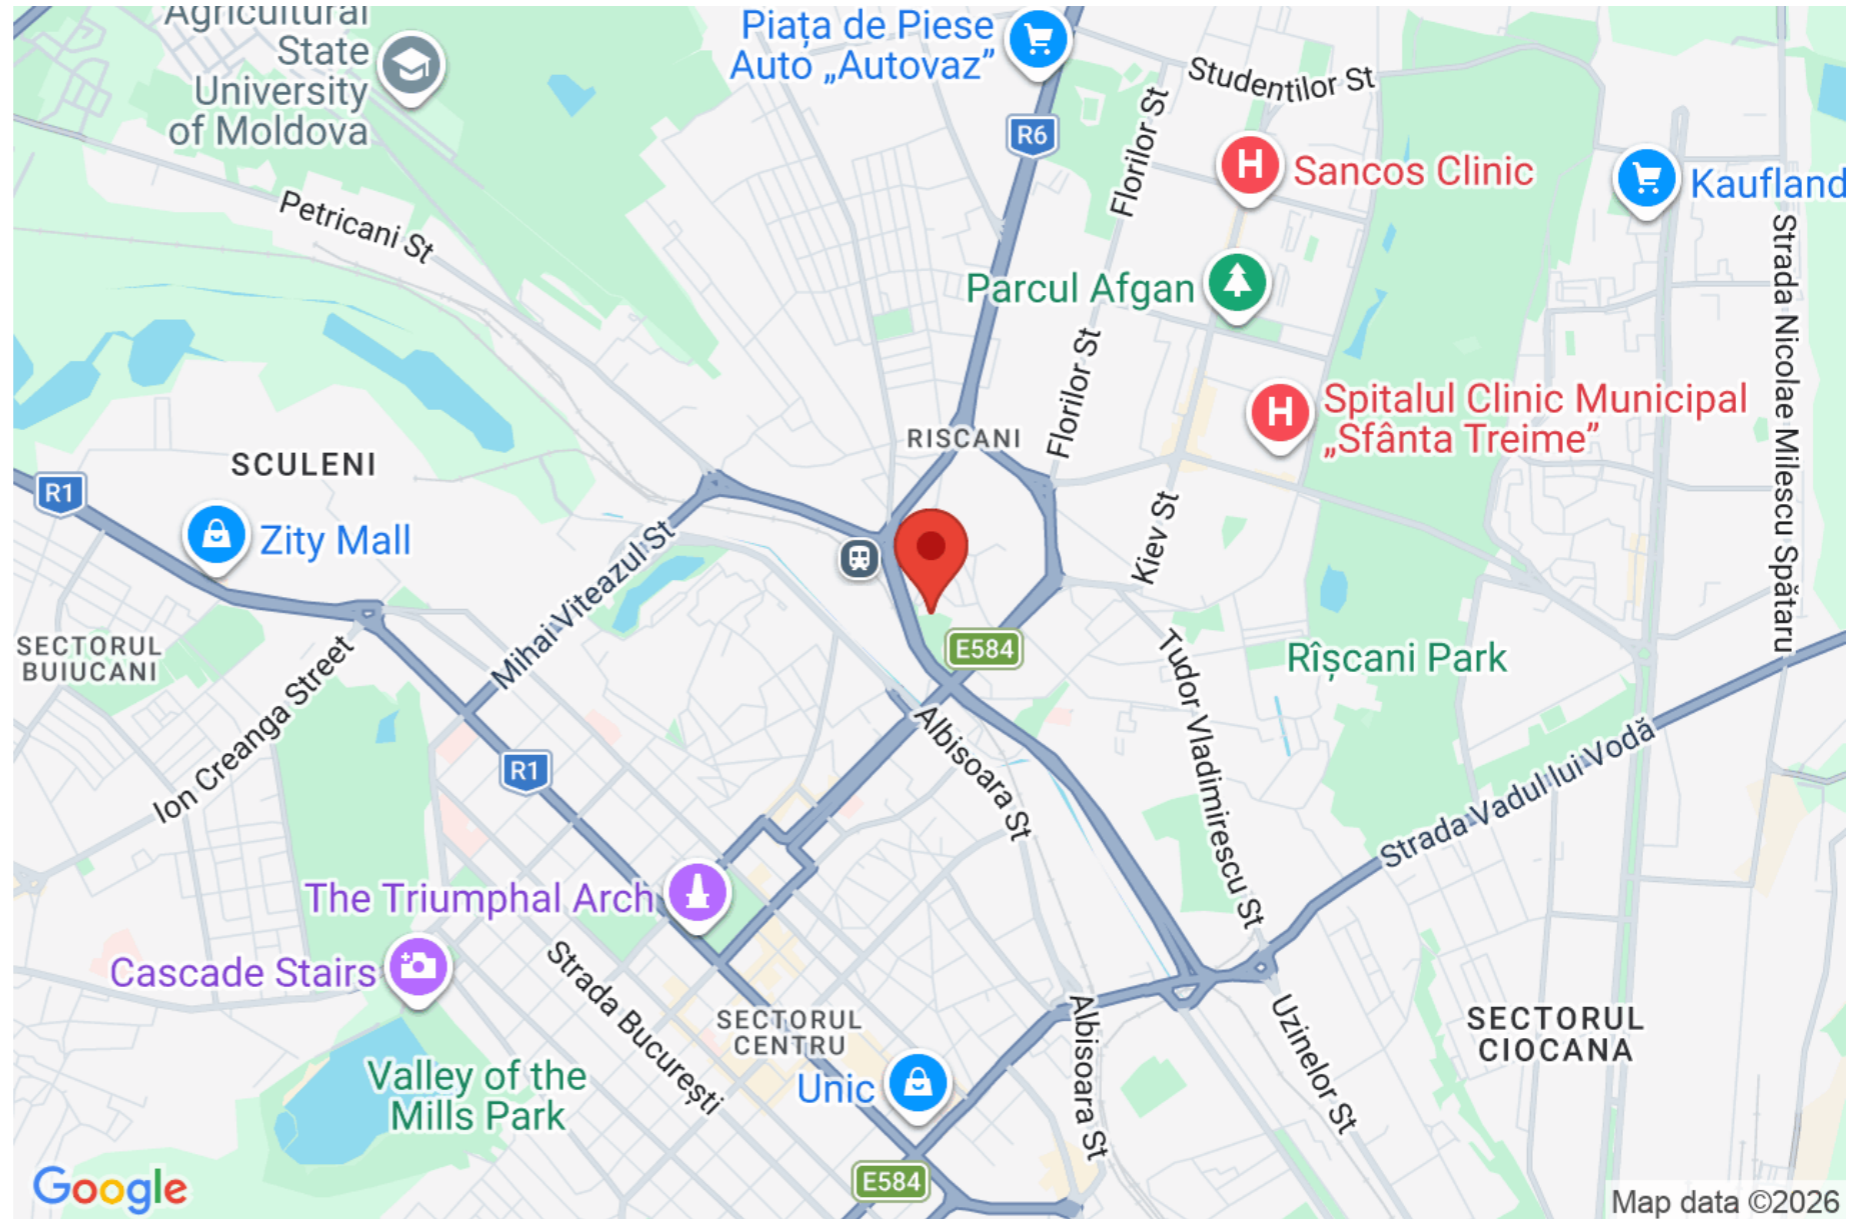 Agricultural
State
University
of Moldova
Piața de Piese
Auto „Autovaz”
R6
Studentilor St
Florilor St
Sancos Clinic
Kaufland
Petricani St
Parcul Afgan
Strada Nicolae Milescu Spătaru
Florilor St
Spitalul Clinic Municipal
„Sfânta Treime”
RISCANI
SCULENI
R1
Zity Mall
Mihai Viteazul St
Kiev St
SECTORUL
BUIUCANI
Ion Creanga Street
E584
Rîșcani Park
Tudor Vladimirescu St
Albisoara St
R1
Strada Vadul lui Vodă
The Triumphal Arch
Cascade Stairs
Strada București
SECTORUL
CENTRU
Albisoara St
Uzinelor St
SECTORUL
CIOCANA
Valley of the
Mills Park
Unic
E584
Google
Map data ©2026